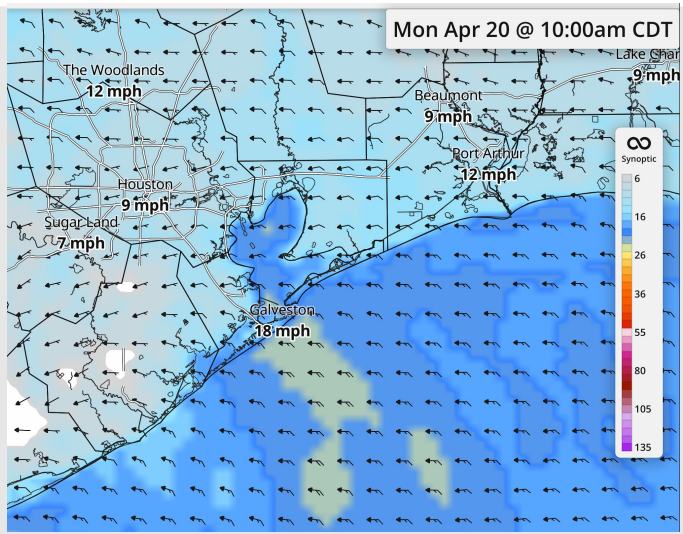 Mon Apr 20 @ 10:00am CDT
The Woodlands
12 mph
Lake Char
9 mph
Beaumont
9 mph
Port Arthur
12 mph
Houston
9 mph
Sugar Land
7 mph
Galveston
18 mph
Synoptic
6
16
26
36
55
80
105
135